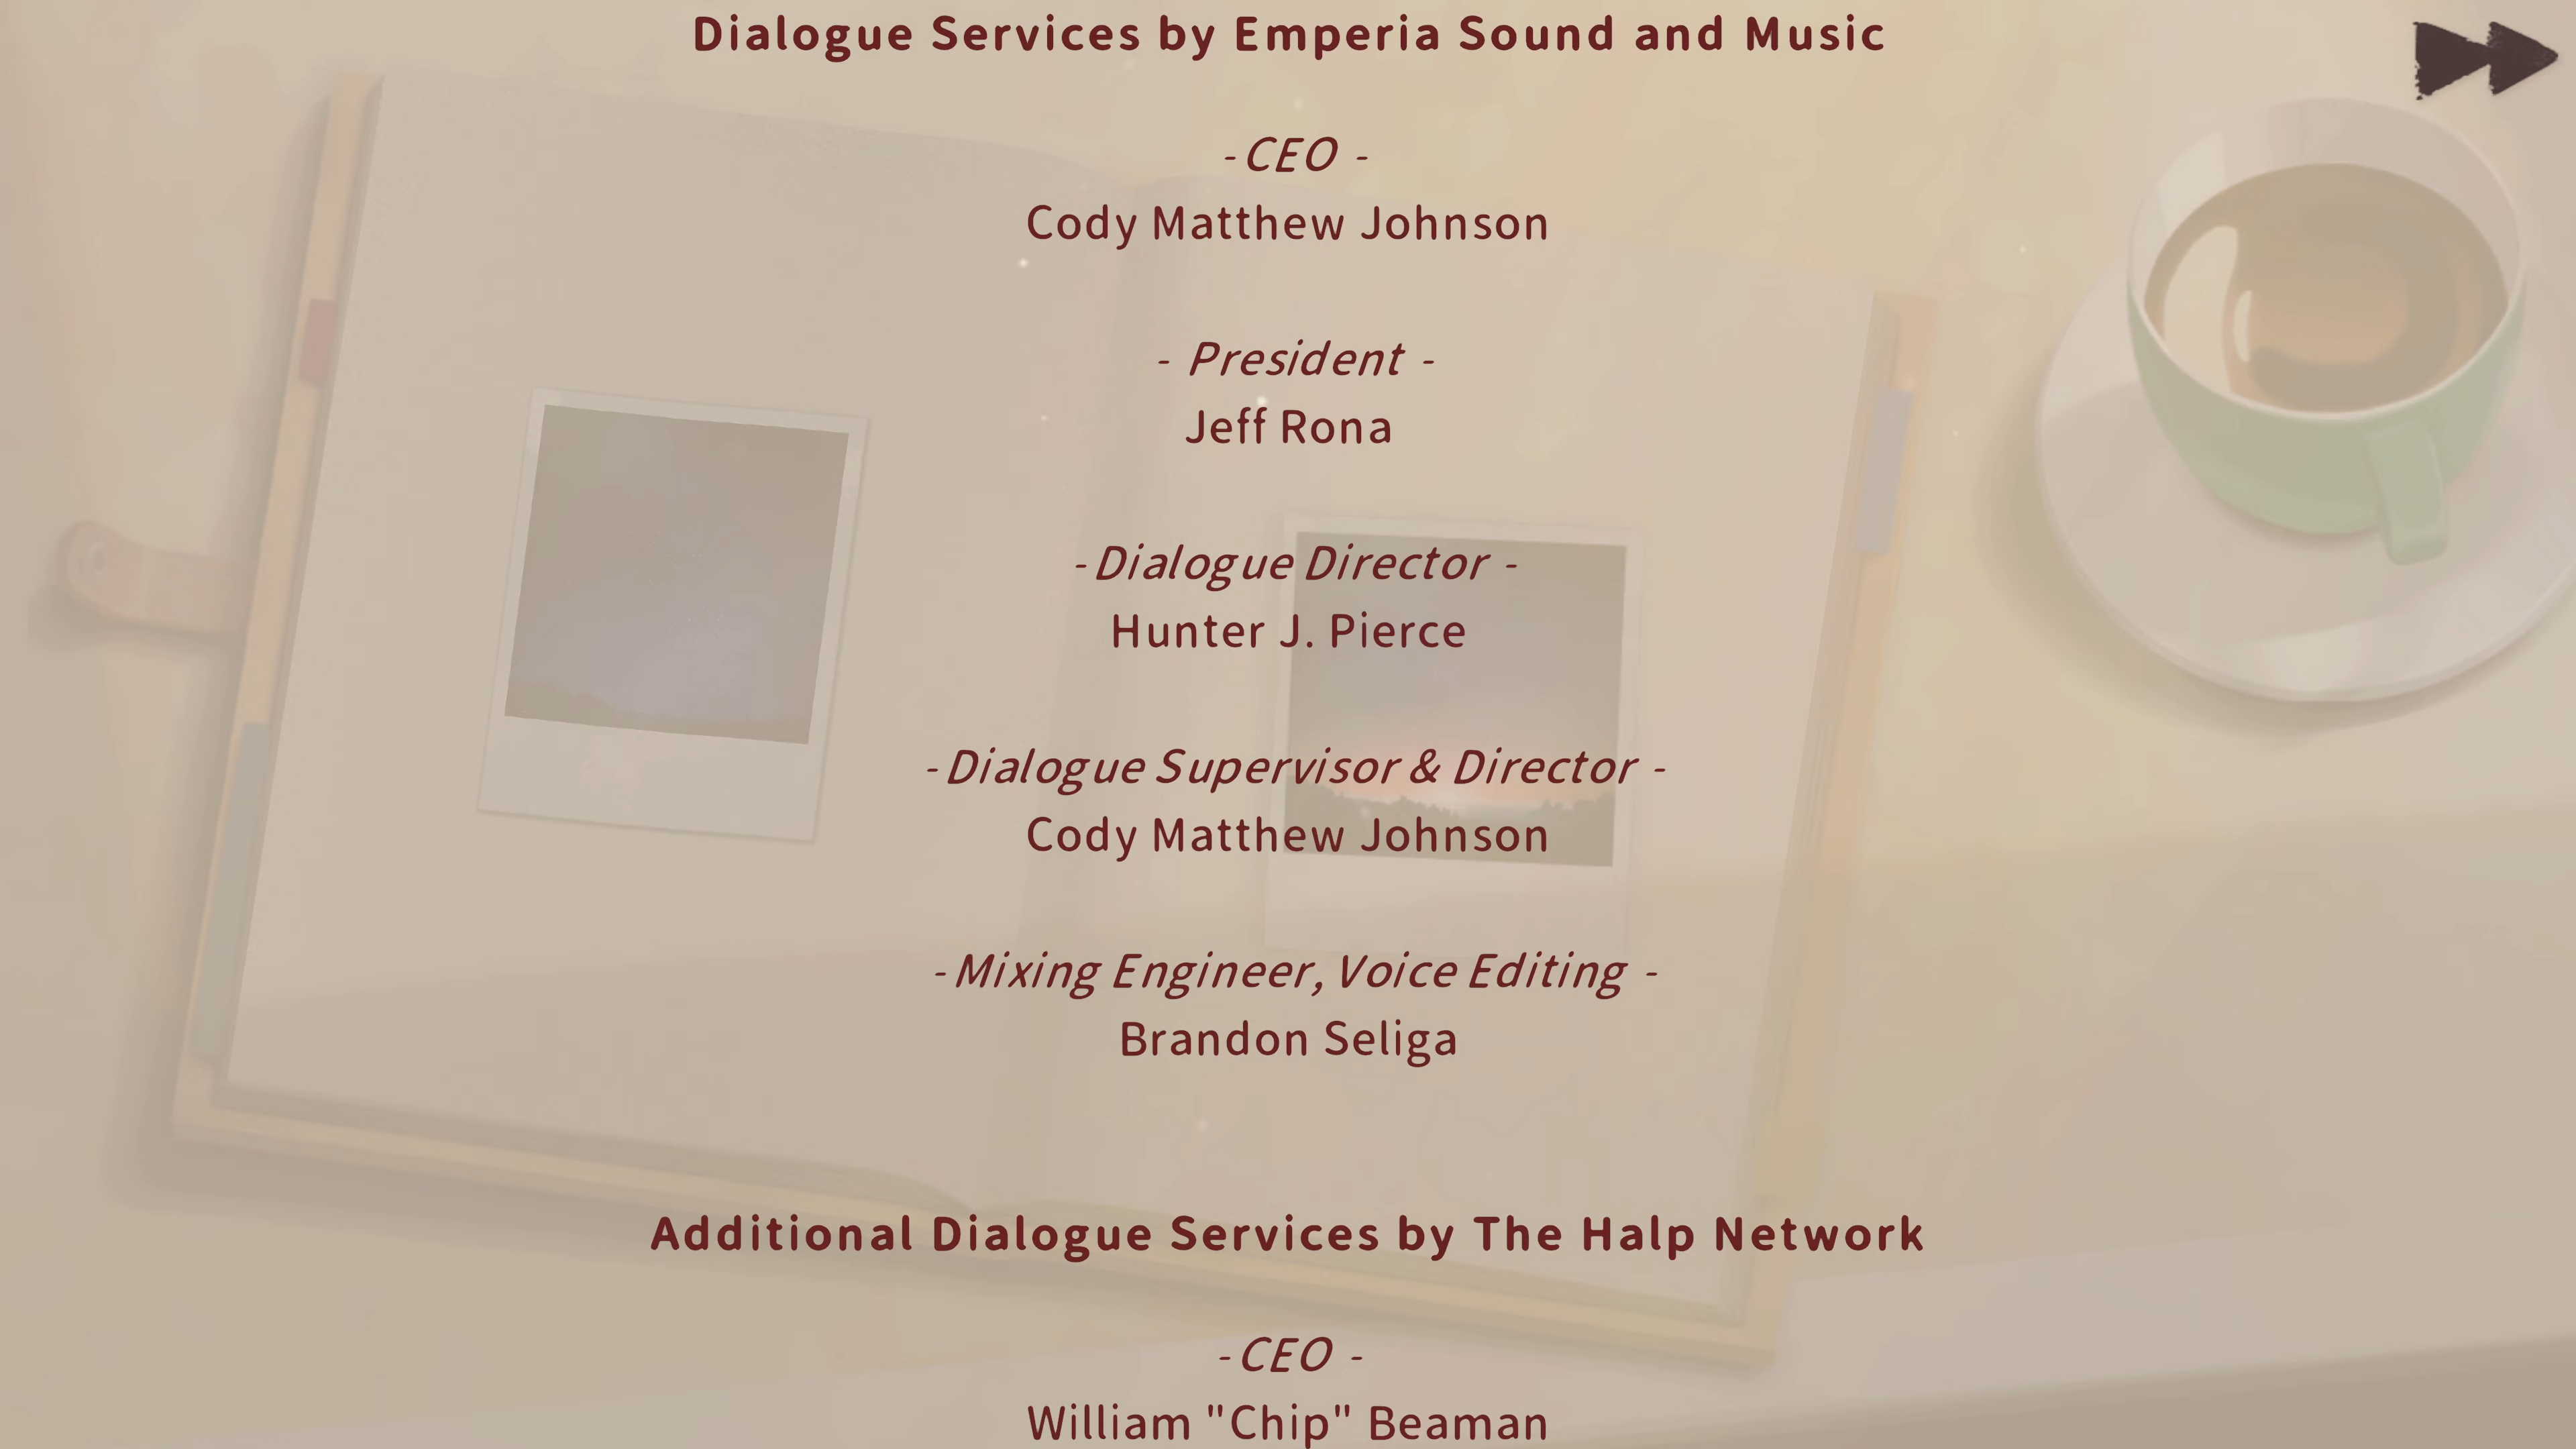 Dialogue Services by Emperia Sound and Music
- CEO -
Cody Matthew Johnson
- President -
Jeff Rona
- Dialogue Director -
Hunter J. Pierce
- Dialogue Supervisor & Director -
Cody Matthew Johnson
- Mixing Engineer, Voice Editing -
Brandon Seliga
Additional Dialogue Services by The Halp Network
- CEO -
William "Chip" Beaman